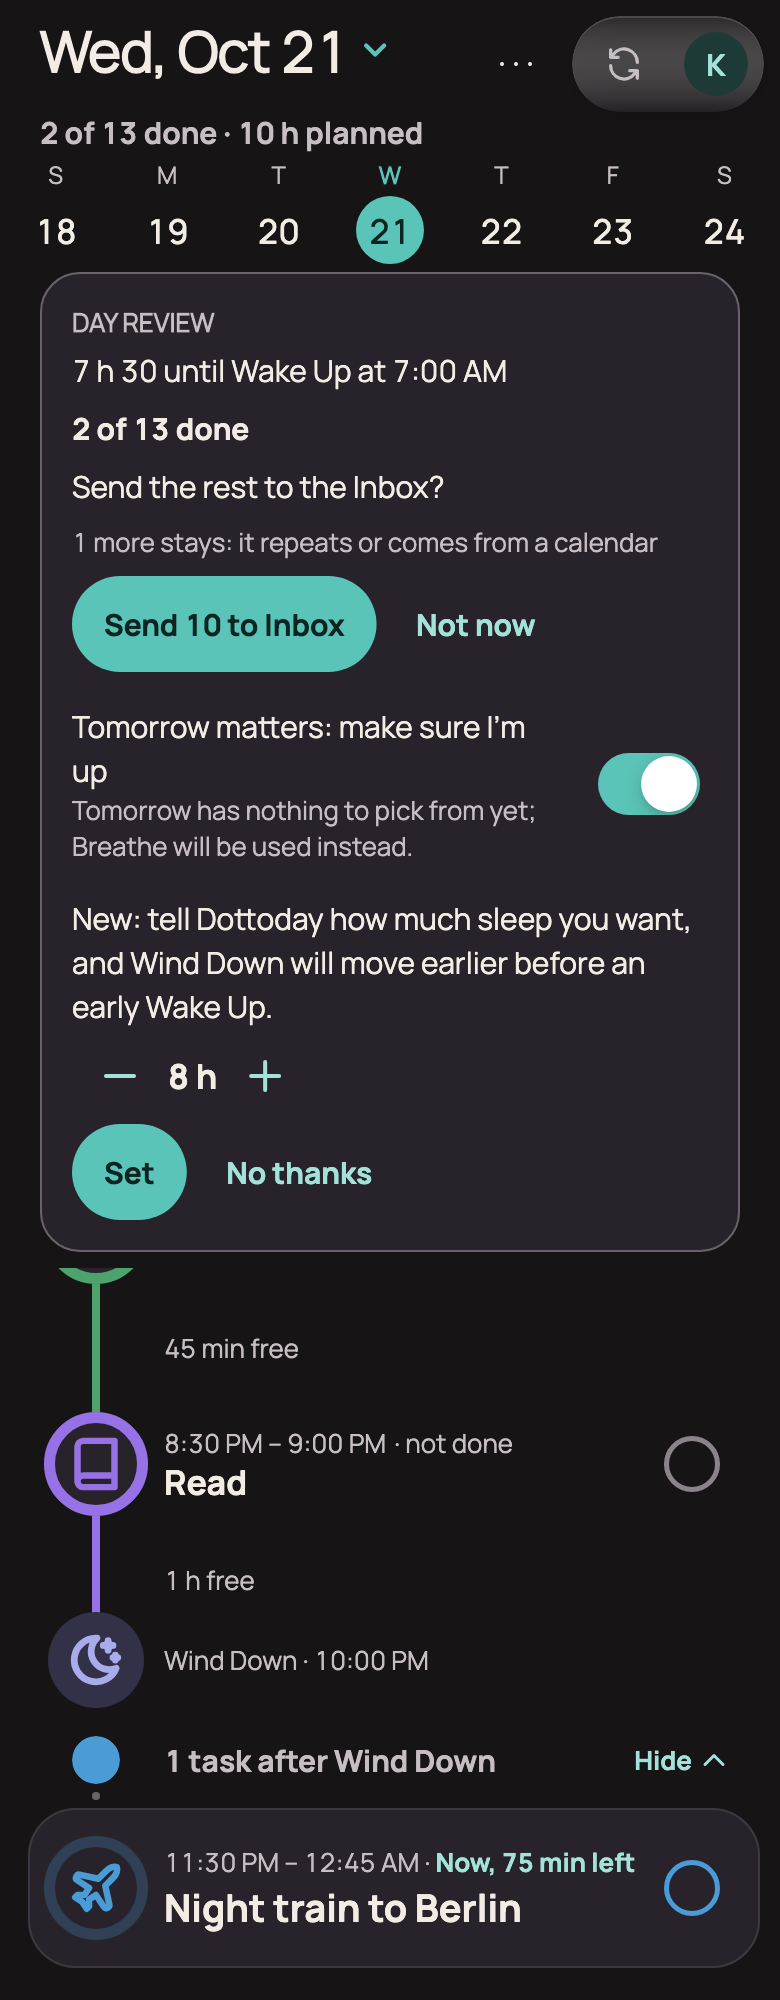 Wed, Oct 21
...
K
2 of 13 done · 10 h planned
S M T W T F S
18 19 20 21 22 23 24
DAY REVIEW
7 h 30 until Wake Up at 7:00 AM
2 of 13 done
Send the rest to the Inbox?
1 more stays: it repeats or comes from a calendar
Send 10 to Inbox Not now
Tomorrow matters: make sure I'm
up
Tomorrow has nothing to pick from yet;
Breathe will be used instead.
New: tell Dottoday how much sleep you want,
and Wind Down will move earlier before an
early Wake Up.
— 8 h +
Set No thanks
45 min free
8:30 PM – 9:00 PM · not done
Read
1 h free
Wind Down · 10:00 PM
1 task after Wind Down Hide
11:30 PM – 12:45 AM · Now, 75 min left
Night train to Berlin